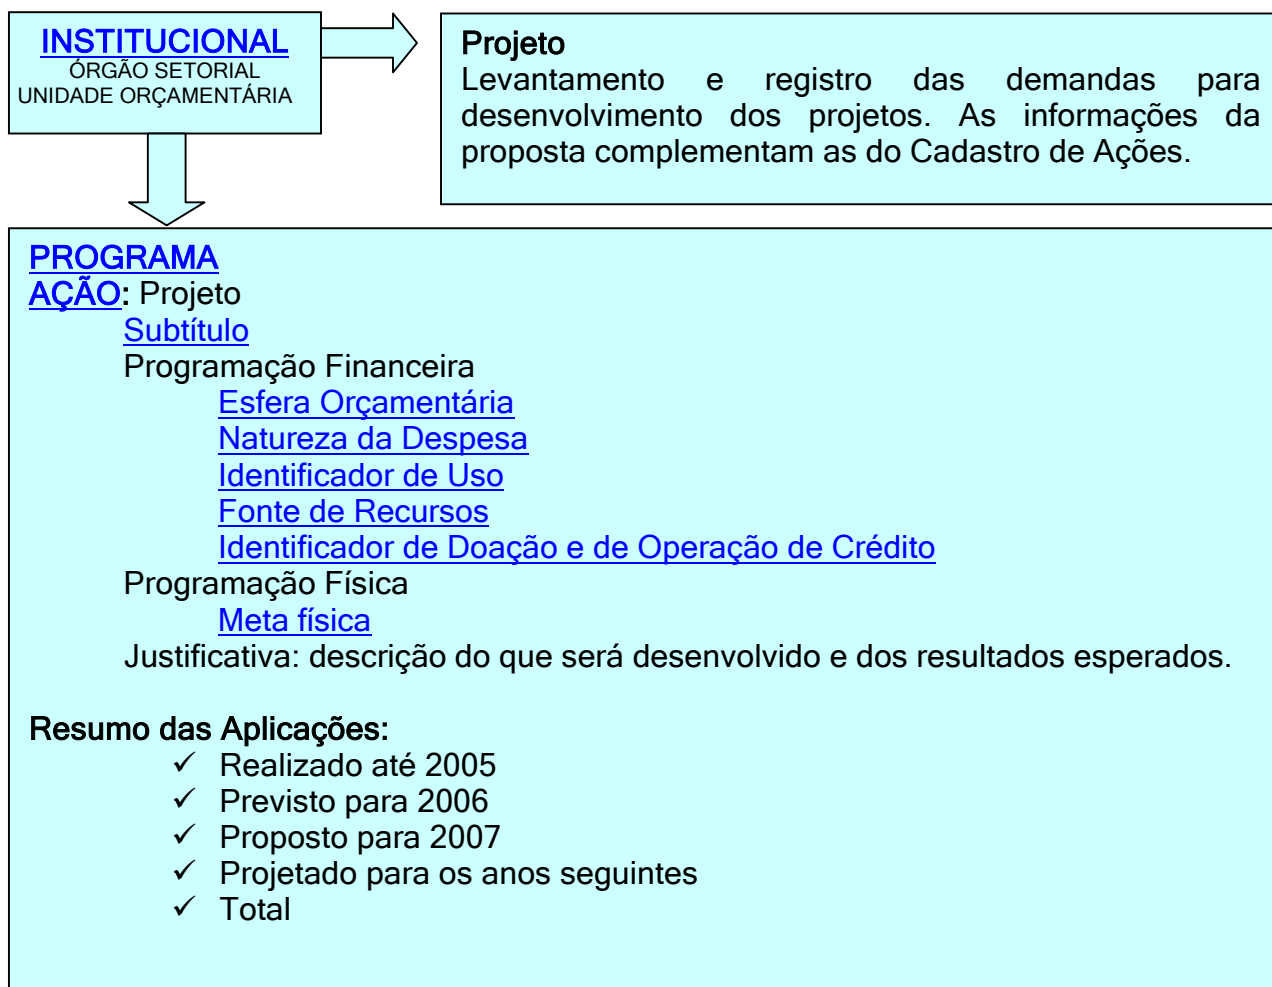 INSTITUCIONAL
ÓRGÃO SETORIAL
UNIDADE ORÇAMENTÁRIA
Projeto
Levantamento e registro das demandas para
desenvolvimento dos projetos. As informações da
proposta complementam as do Cadastro de Ações.
PROGRAMA
AÇÃO: Projeto
Subtítulo
Programação Financeira
Esfera Orçamentária
Natureza da Despesa
Identificador de Uso
Fonte de Recursos
Identificador de Doação e de Operação de Crédito
Programação Física
Meta física
Justificativa: descrição do que será desenvolvido e dos resultados esperados.
Resumo das Aplicações:
✓ Realizado até 2005
✓ Previsto para 2006
✓ Proposto para 2007
✓ Projetado para os anos seguintes
✓ Total